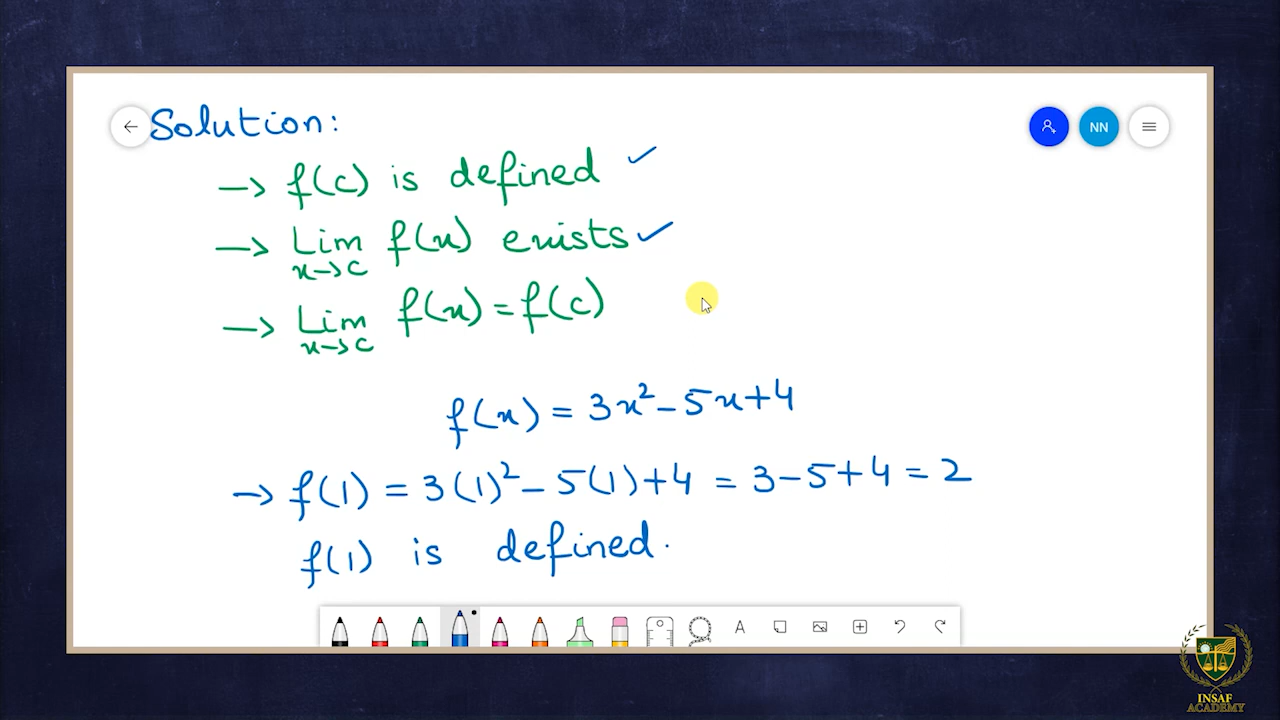 Solution:
→ f(c) is defined ✓
→ Lim x→c f(x) exists ✓
→ Lim x→c f(x) = f(c)
f(x) = 3x² - 5x + 4
→ f(1) = 3(1)² - 5(1) + 4 = 3 - 5 + 4 = 2
f(1) is defined.
NN
A
INSAF
ACADEMY